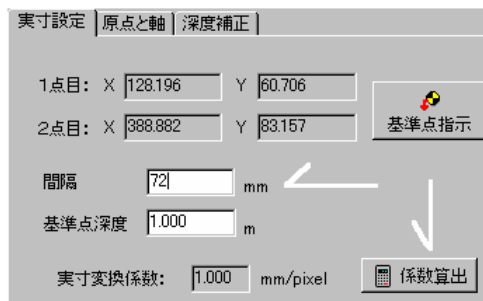 実寸設定 原点と軸 深度補正
1点目： X 128.196 Y 60.706
基準点指示
2点目： X 388.882 Y 83.157
間隔 72 mm
基準点深度 1.000 m
実寸変換係数： 1.000 mm/pixel 係数算出